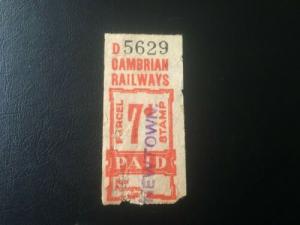 D 5629
CAMBRIAN
RAILWAYS
PARCEL 7D STAMP
PAID
NEWTOWN